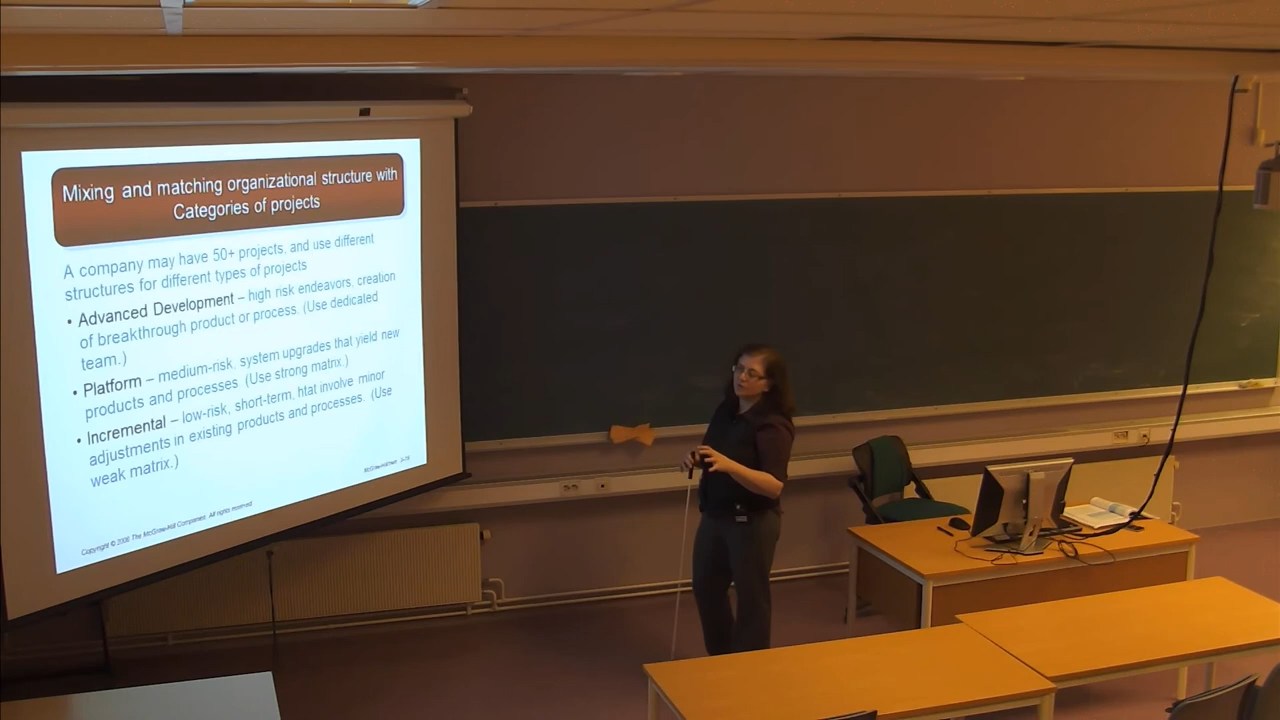 Mixing and matching organizational structure with
Categories of projects
A company may have 50+ projects, and use different
structures for different types of projects
• Advanced Development – high risk endeavors, creation
of breakthrough product or process. (Use dedicated
team.)
• Platform – medium-risk, system upgrades that yield new
products and processes. (Use strong matrix.)
• Incremental – low-risk, short-term, htat involve minor
adjustments in existing products and processes. (Use
weak matrix.)
Copyright © 2006 The McGraw-Hill Companies. All rights reserved.